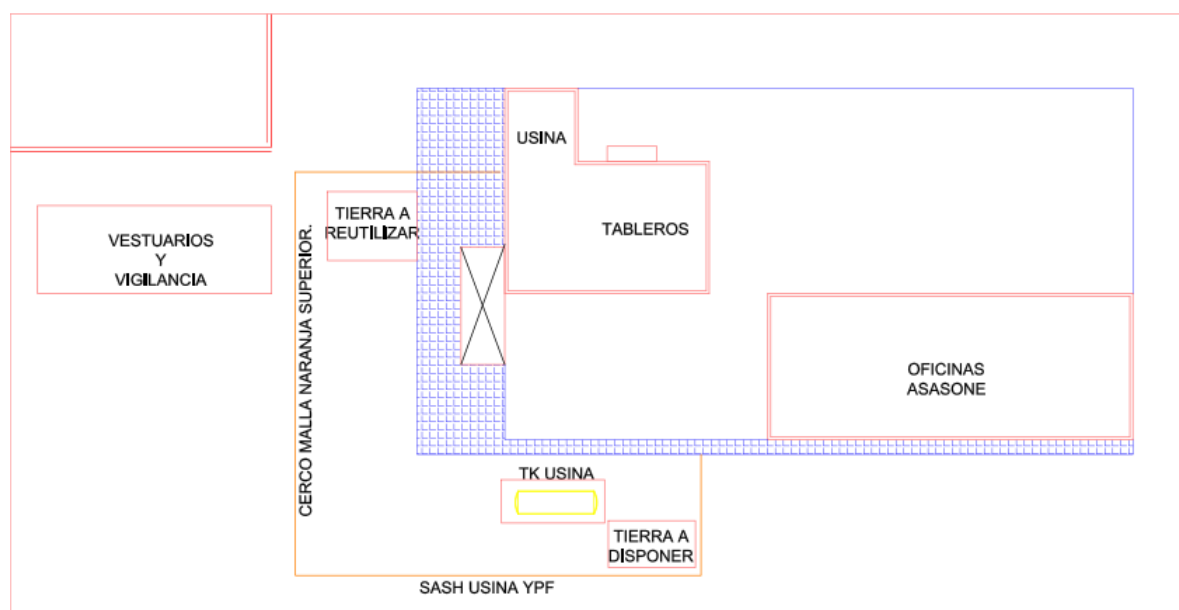 USINA
TIERRA A
REUTILIZAR
TABLEROS
VESTUARIOS
Y
VIGILANCIA
CERCO MALLA NARANJA SUPERIOR.
OFICINAS
ASASONE
TK USINA
TIERRA A
DISPONER
SASH USINA YPF